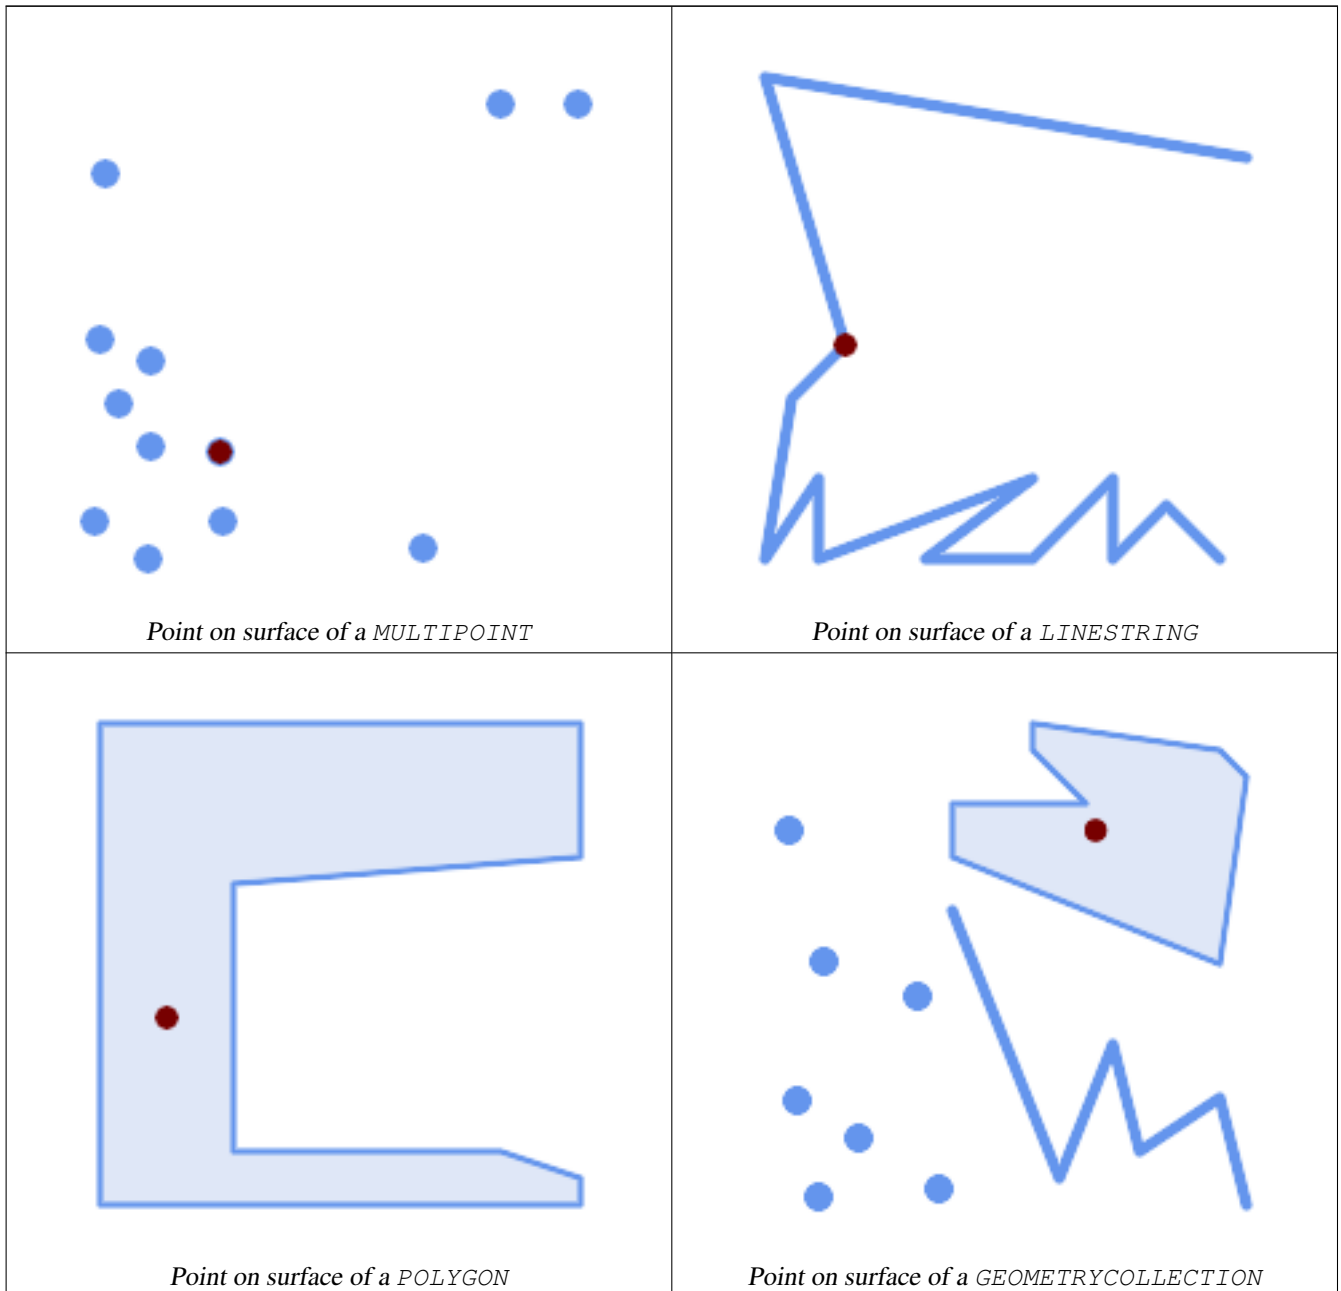 Point on surface of a MULTIPOINT
Point on surface of a LINESTRING
Point on surface of a POLYGON
Point on surface of a GEOMETRYCOLLECTION